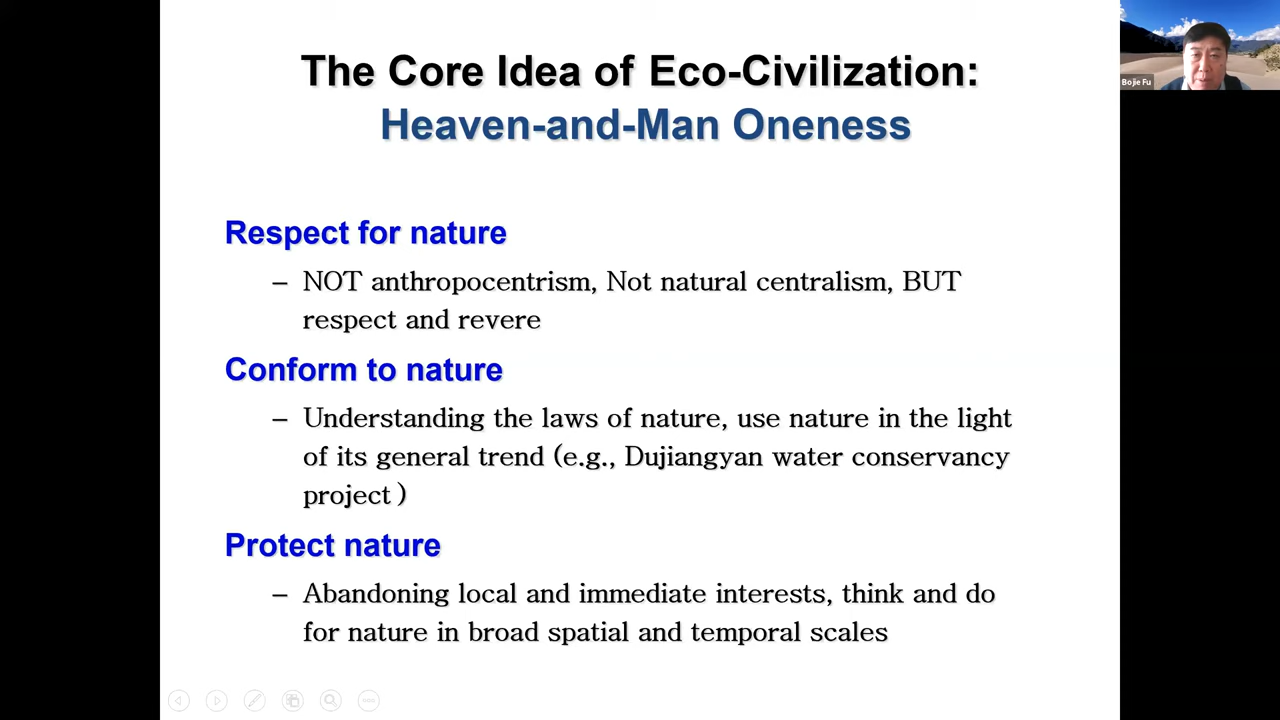 The Core Idea of Eco-Civilization:
Heaven-and-Man Oneness
Bojie Fu
Respect for nature
– NOT anthropocentrism, Not natural centralism, BUT
respect and revere
Conform to nature
– Understanding the laws of nature, use nature in the light
of its general trend (e.g., Dujiangyan water conservancy
project)
Protect nature
– Abandoning local and immediate interests, think and do
for nature in broad spatial and temporal scales